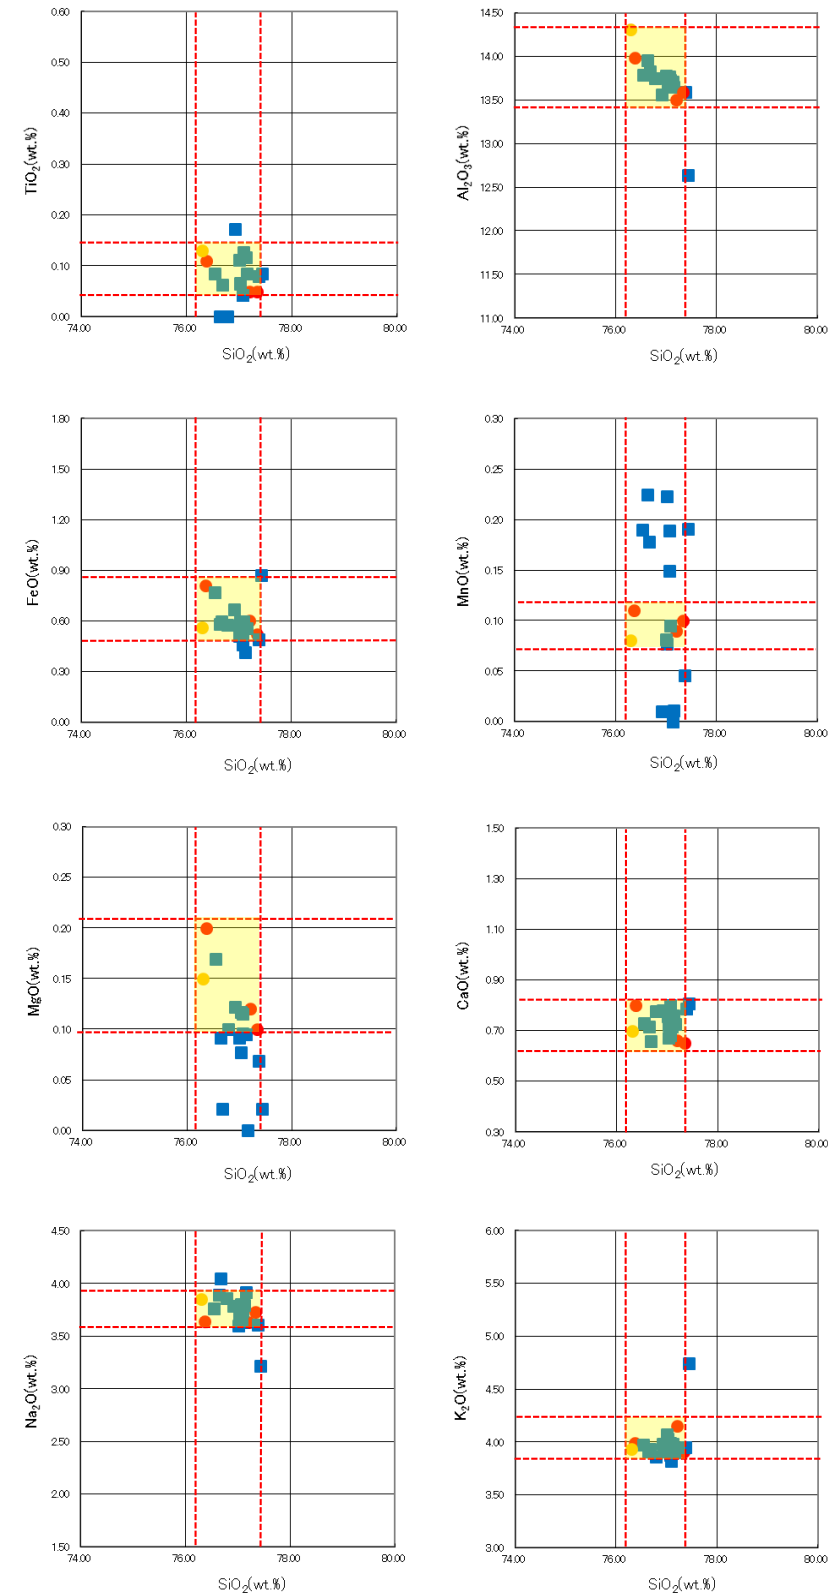 0.60
0.50
0.40
0.30
0.20
0.10
0.00
TiO2(wt.%)
74.00 76.00 78.00 80.00
SiO2(wt.%)
14.50
14.00
13.50
13.00
12.50
12.00
11.50
11.00
Al2O3(wt.%)
74.00 76.00 78.00 80.00
SiO2(wt.%)
1.80
1.50
1.20
0.90
0.60
0.30
0.00
FeO(wt.%)
74.00 76.00 78.00 80.00
SiO2(wt.%)
0.30
0.25
0.20
0.15
0.10
0.05
0.00
MnO(wt.%)
74.00 76.00 78.00 80.00
SiO2(wt.%)
0.30
0.25
0.20
0.15
0.10
0.05
0.00
MgO(wt.%)
74.00 76.00 78.00 80.00
SiO2(wt.%)
1.50
1.30
1.10
0.90
0.70
0.50
0.30
CaO(wt.%)
74.00 76.00 78.00 80.00
SiO2(wt.%)
4.50
4.00
3.50
3.00
2.50
2.00
1.50
Na2O(wt.%)
74.00 76.00 78.00 80.00
SiO2(wt.%)
6.00
5.50
5.00
4.50
4.00
3.50
3.00
K2O(wt.%)
74.00 76.00 78.00 80.00
SiO2(wt.%)